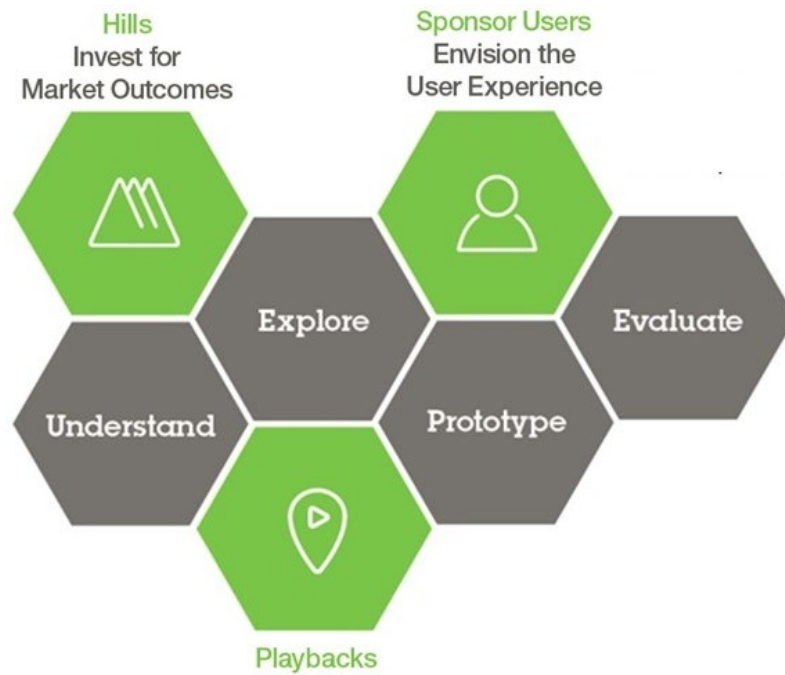 Hills
Invest for
Market Outcomes
Sponsor Users
Envision the
User Experience
Explore
Evaluate
Understand
Prototype
Playbacks